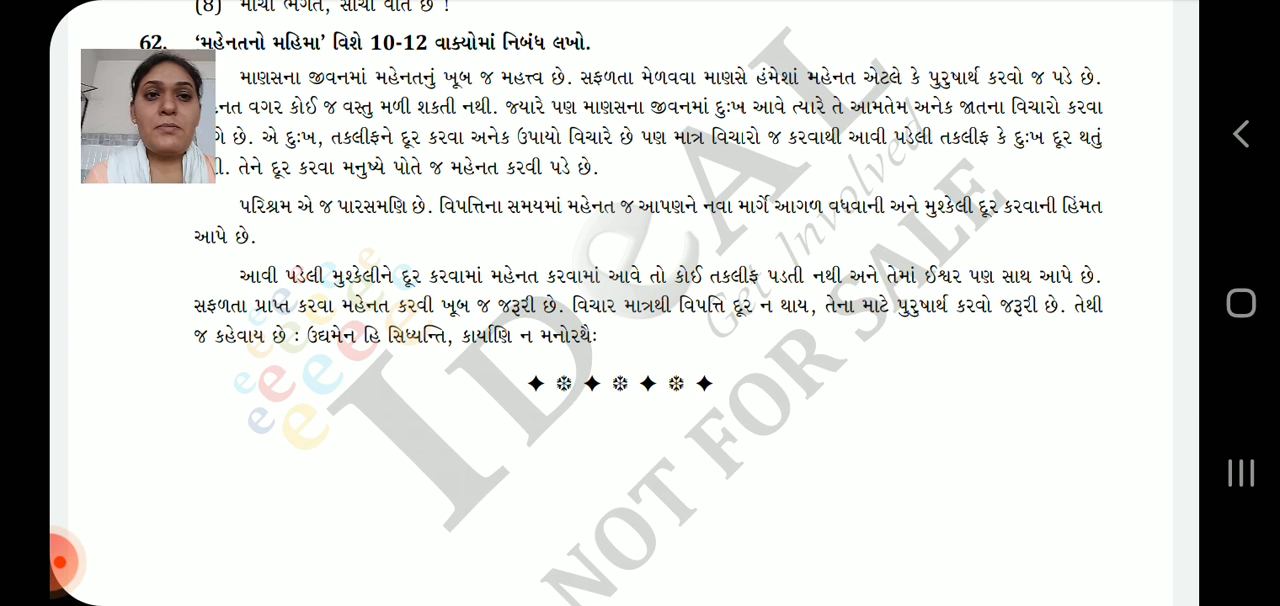 (8) મોચી ભગત, સાચી વાત છે !
62. ‘મહેનતનો મહિમા’ વિશે 10-12 વાક્યોમાં નિબંધ લખો.
માણસના જીવનમાં મહેનતનું ખૂબ જ મહત્ત્વ છે. સફળતા મેળવવા માણસે હંમેશાં મહેનત એટલે કે પુરુષાર્થ કરવો જ પડે છે.
વગર કોઈ જ વસ્તુ મળી શકતી નથી. જ્યારે પણ માણસના જીવનમાં દુઃખ આવે ત્યારે તે આમતેમ અનેક જાતના વિચારો કરવા
છે. એ દુઃખ, તકલીફને દૂર કરવા અનેક ઉપાયો વિચારે છે પણ માત્ર વિચારો જ કરવાથી આવી પડેલી તકલીફ કે દુઃખ દૂર થતું
તેને દૂર કરવા મનુષ્યે પોતે જ મહેનત કરવી પડે છે.
પરિશ્રમ એ જ પારસમણિ છે. વિપત્તિના સમયમાં મહેનત જ આપણને નવા માર્ગે આગળ વધવાની અને મુશ્કેલી દૂર કરવાની હિંમત
આપે છે.
આવી પડેલી મુશ્કેલીને દૂર કરવામાં મહેનત કરવામાં આવે તો કોઈ તકલીફ પડતી નથી અને તેમાં ઈશ્વર પણ સાથ આપે છે.
સફળતા પ્રાપ્ત કરવા મહેનત કરવી ખૂબ જ જરૂરી છે. વિચાર માત્રથી વિપત્તિ દૂર ન થાય, તેના માટે પુરુષાર્થ કરવો જરૂરી છે. તેથી
જ કહેવાય છે : ઉદ્યમેન હિ સિધ્યન્તિ, કાર્યાણિ ન મનોરથૈઃ
IDeAL
Get Involved
NOT FOR SALE